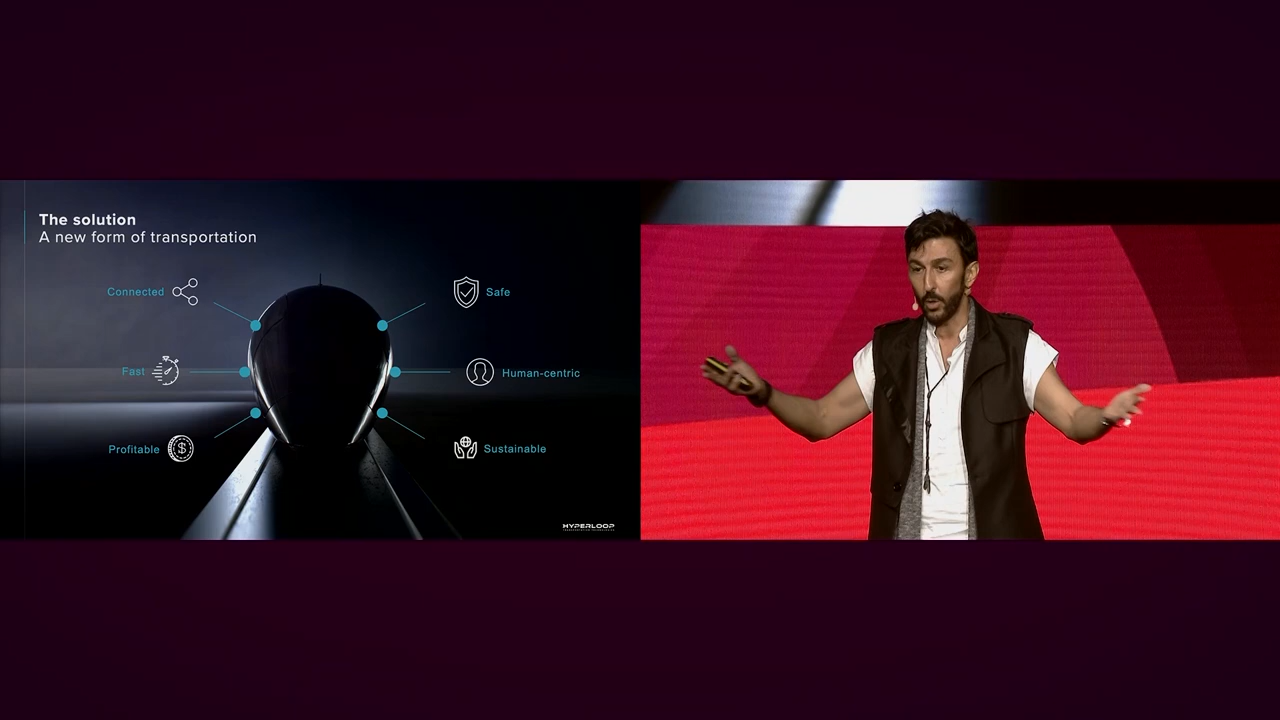 The solution
A new form of transportation
Connected
Safe
Fast
Human-centric
Profitable
$
Sustainable
HYPERLOOP